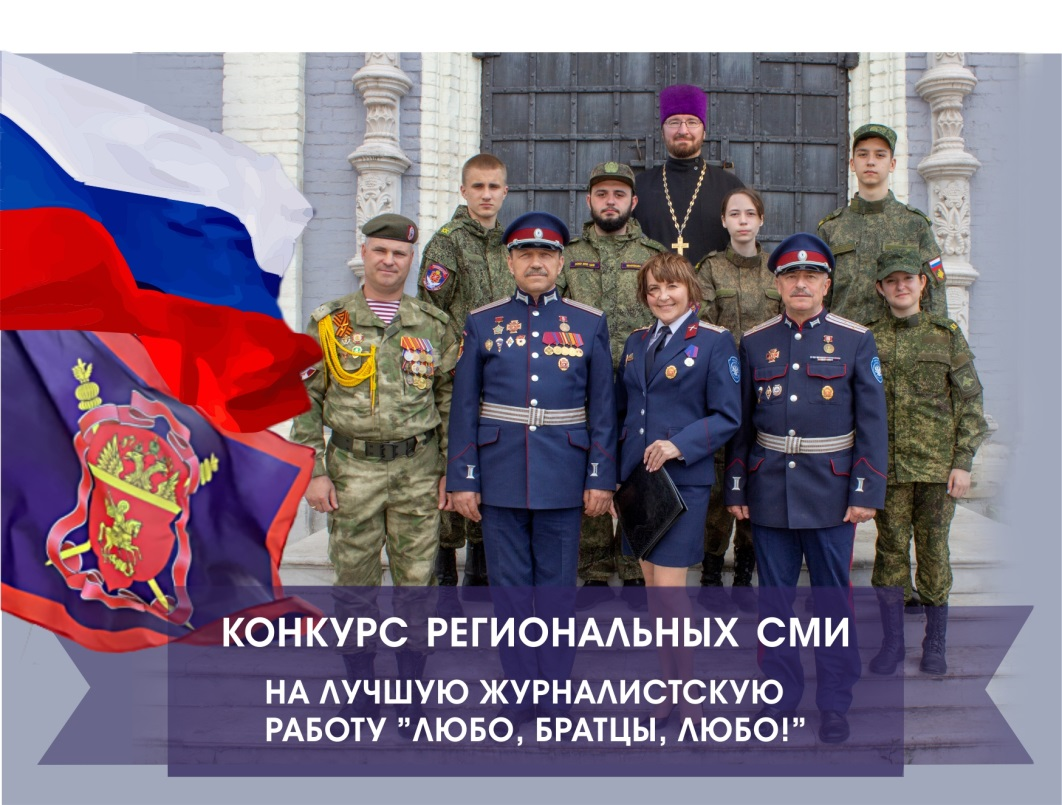 КОНКУРС РЕГИОНАЛЬНЫХ СМИ
НА ЛУЧШУЮ ЖУРНАЛИСТСКУЮ
РАБОТУ "ЛЮБО, БРАТЦЫ, ЛЮБО!"